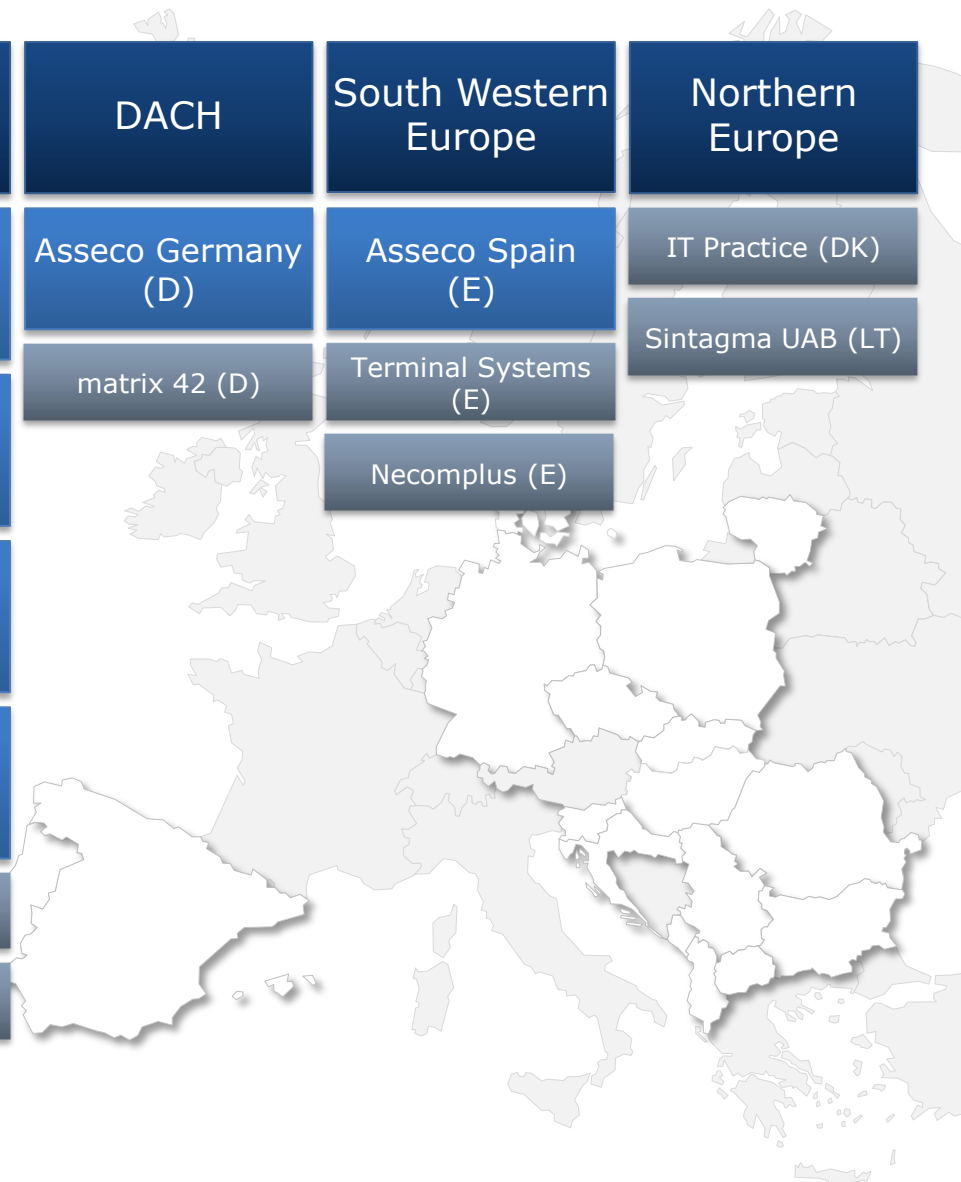 DACH
South Western
Europe
Northern
Europe
Asseco Germany
(D)
Asseco Spain
(E)
IT Practice (DK)
Sintagma UAB (LT)
matrix 42 (D)
Terminal Systems
(E)
Necomplus (E)